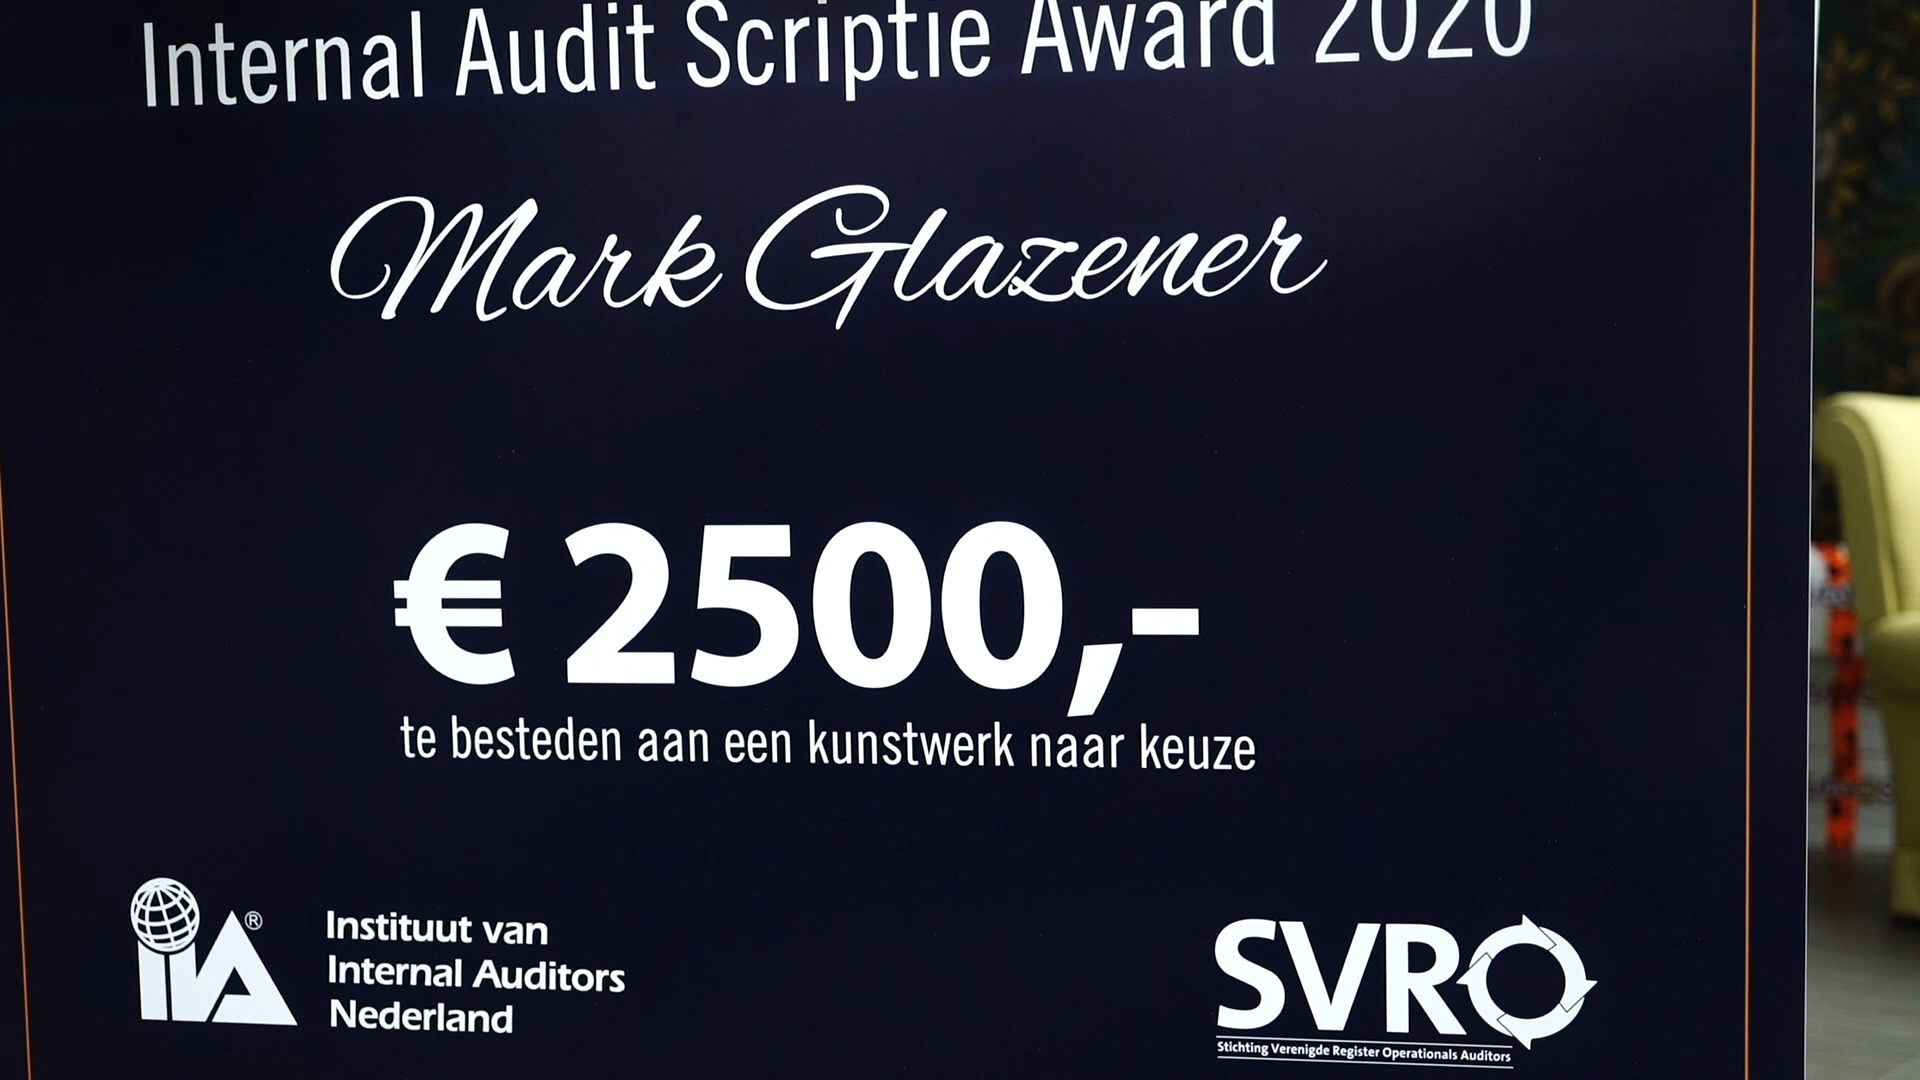 Internal Audit Scriptie Award 2020
Mark Glazener
€ 2500,-
te besteden aan een kunstwerk naar keuze
IIA®
Instituut van
Internal Auditors
Nederland
SVRO
Stichting Verenigde Register Operationals Auditors